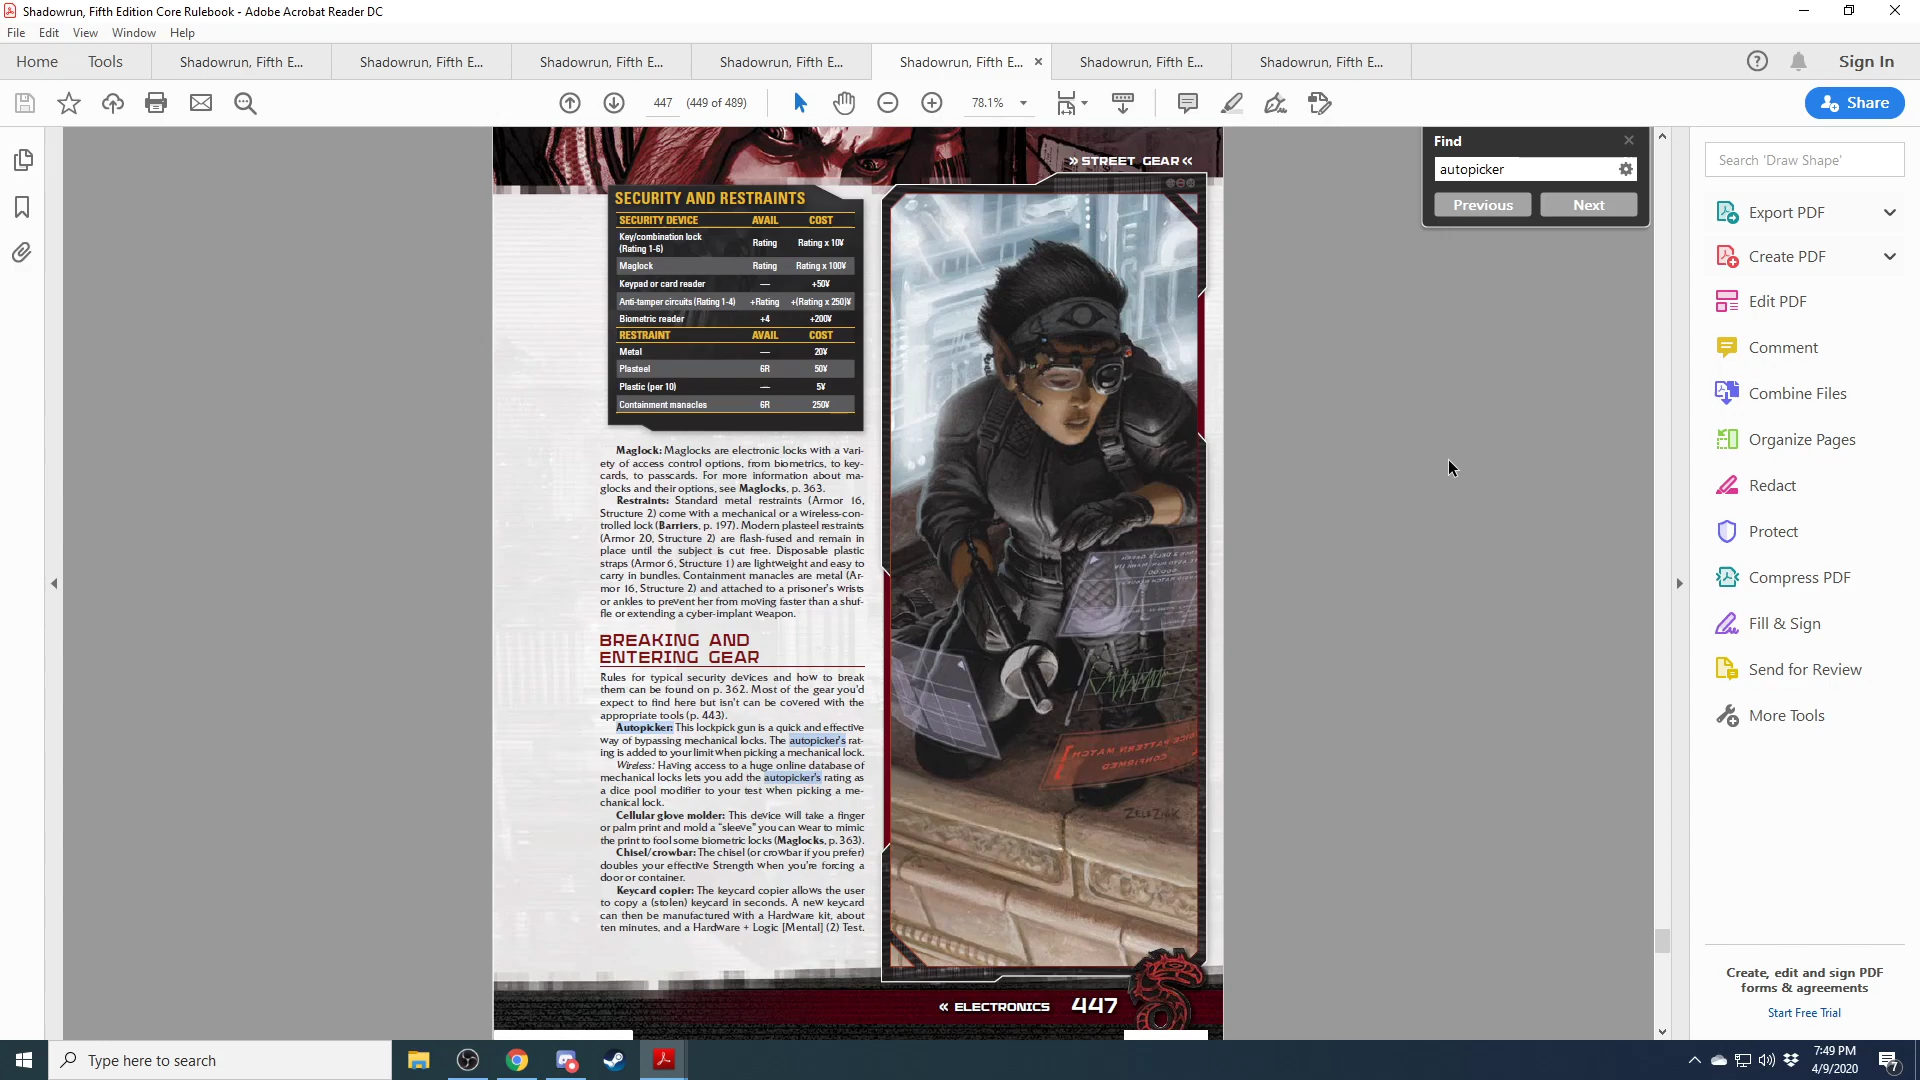 Shadowrun, Fifth Edition Core Rulebook - Adobe Acrobat Reader DC
File Edit View Window Help
Home Tools Shadowrun, Fifth E... Shadowrun, Fifth E... Shadowrun, Fifth E... Shadowrun, Fifth E... Shadowrun, Fifth E... × Shadowrun, Fifth E... Shadowrun, Fifth E... Sign In
447 (449 of 489) 78.1% Share
» STREET GEAR «
SECURITY AND RESTRAINTS
SECURITY DEVICE AVAIL COST
Key/combination lock
(Rating 1-6) Rating Rating x 10¥
Maglock Rating Rating x 100¥
Keypad or card reader — +50¥
Anti-tamper circuits (Rating 1-4) +Rating +(Rating x 250)¥
Biometric reader +4 +200¥
RESTRAINT AVAIL COST
Metal — 20¥
Plasteel 6R 50¥
Plastic (per 10) — 5¥
Containment manacles 6R 250¥
Maglock: Maglocks are electronic locks with a vari-
ety of access control options, from biometrics, to key-
cards, to passcards. For more information about ma-
glocks and their options, see Maglocks, p. 363.
Restraints: Standard metal restraints (Armor 16,
Structure 2) come with a mechanical or a wireless-con-
trolled lock (Barriers, p. 197). Modern plasteel restraints
(Armor 20, Structure 2) are flash-fused and remain in
place until the subject is cut free. Disposable plastic
straps (Armor 6, Structure 1) are lightweight and easy to
carry in bundles. Containment manacles are metal (Ar-
mor 16, Structure 2) and attached to a prisoner's wrists
or ankles to prevent her from moving faster than a shuf-
fle or extending a cyber-implant weapon.
BREAKING AND
ENTERING GEAR
Rules for typical security devices and how to break
them can be found on p. 362. Most of the gear you'd
expect to find here but isn't can be covered with the
appropriate tools (p. 443).
Autopicker: This lockpick gun is a quick and effective
way of bypassing mechanical locks. The autopicker's rat-
ing is added to your limit when picking a mechanical lock.
Wireless: Having access to a huge online database of
mechanical locks lets you add the autopicker's rating as
a dice pool modifier to your test when picking a me-
chanical lock.
Cellular glove molder: This device will take a finger
or palm print and mold a "sleeve" you can wear to mimic
the print to fool some biometric locks (Maglocks, p. 363).
Chisel/crowbar: The chisel (or crowbar if you prefer)
doubles your effective Strength when you're forcing a
door or container.
Keycard copier: The keycard copier allows the user
to copy a (stolen) keycard in seconds. A new keycard
can then be manufactured with a Hardware kit, about
ten minutes, and a Hardware + Logic [Mental] (2) Test.
MATCH
CONFIRMED
ZELEZNIK
« ELECTRONICS 447
Find
autopicker
Previous Next
Search 'Draw Shape'
Export PDF
Create PDF
Edit PDF
Comment
Combine Files
Organize Pages
Redact
Protect
Compress PDF
Fill & Sign
Send for Review
More Tools
Create, edit and sign PDF
forms & agreements
Start Free Trial
Type here to search
7:49 PM
4/9/2020
7